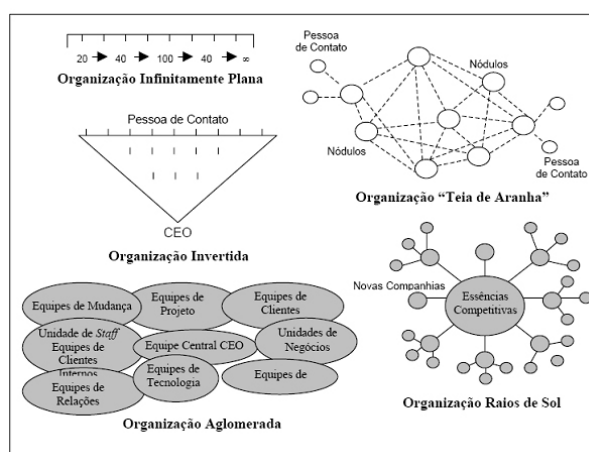 20 40 100 40 ∞
Organização Infinitamente Plana
Pessoa de Contato
CEO
Organização Invertida
Equipes de Mudança
Equipes de
Projeto
Equipes de
Clientes
Unidade de Staff
Equipes de
Clientes
Internos
Equipe Central CEO
Unidades de
Negócios
Equipes de
Relações
Equipes de
Tecnologia
Equipes de
Organização Aglomerada
Pessoa
de Contato
Nódulos
Nódulos
Pessoa
de Contato
Organização “Teia de Aranha”
Novas Companhias
Essências
Competitivas
Organização Raios de Sol